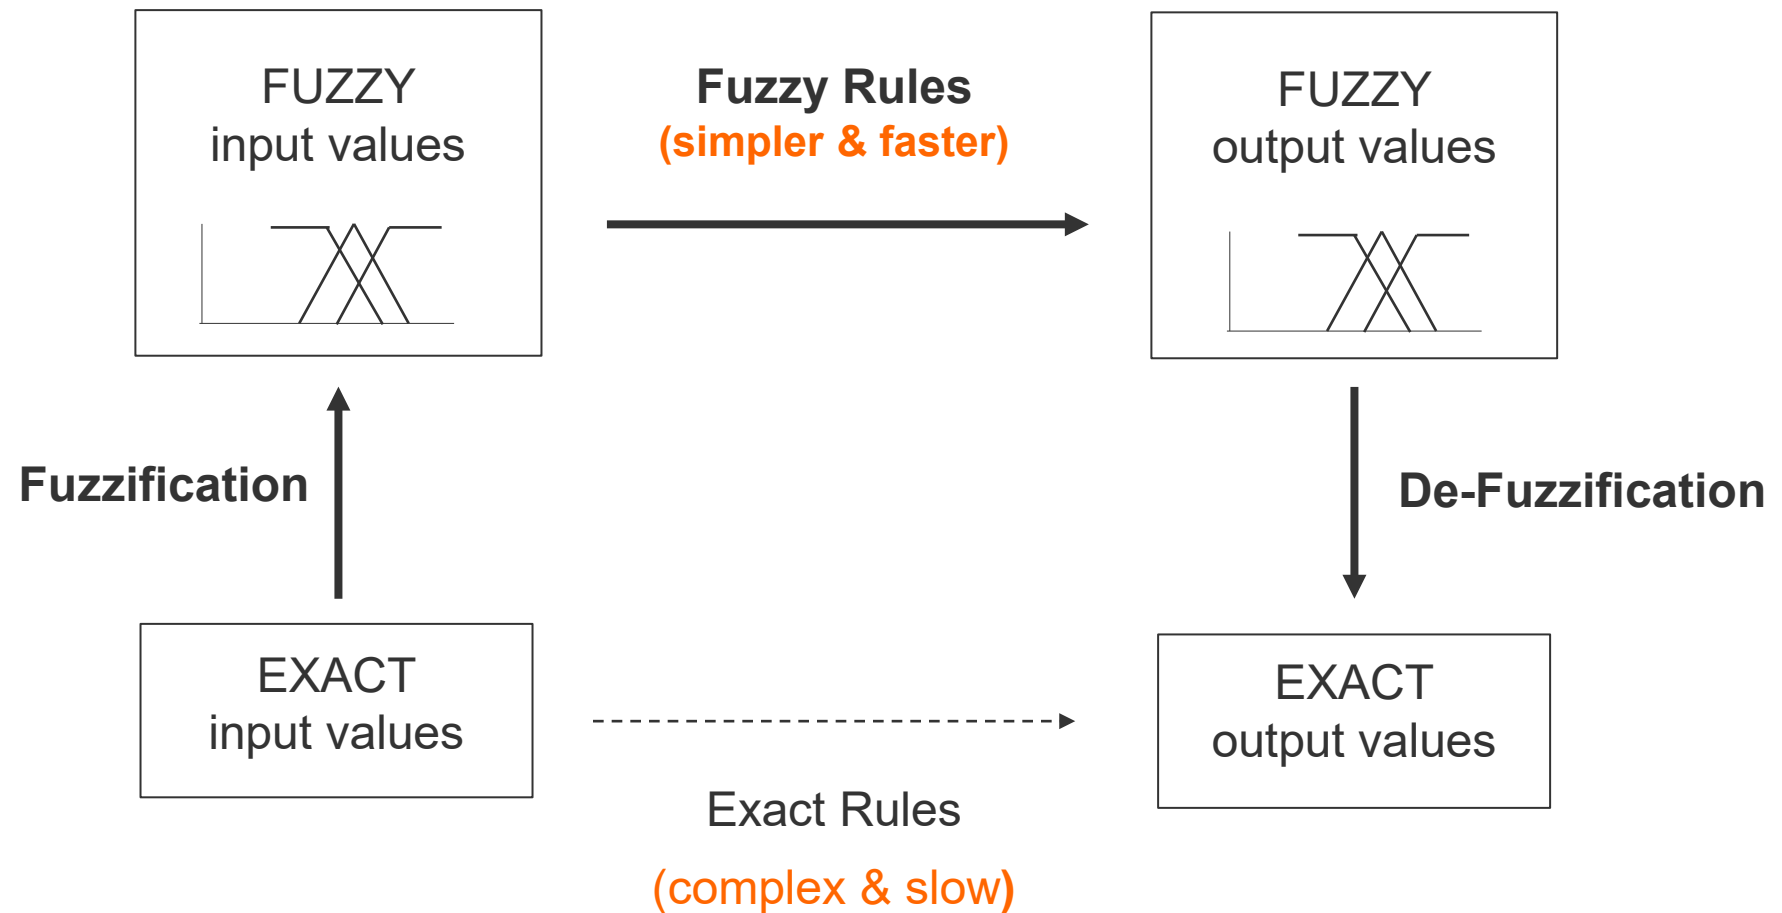 FUZZY
input values
Fuzzy Rules
(simpler & faster)
FUZZY
output values
Fuzzification
De-Fuzzification
EXACT
input values
EXACT
output values
Exact Rules
(complex & slow)